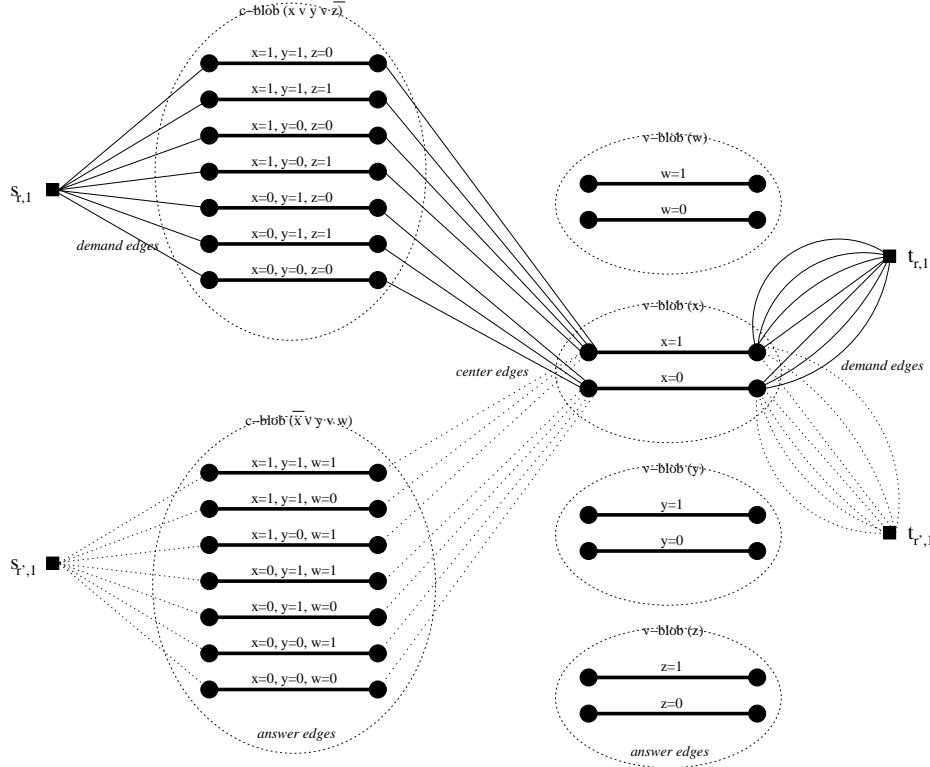 c−blob (x v y v z̅)
x=1, y=1, z=0
x=1, y=1, z=1
x=1, y=0, z=0
x=1, y=0, z=1
x=0, y=1, z=0
x=0, y=1, z=1
x=0, y=0, z=0
s_{r,1}
demand edges
v−blob (w)
w=1
w=0
t_{r,1}
v−blob (x)
x=1
x=0
center edges
demand edges
c−blob (x̅ v y v w)
x=1, y=1, w=1
x=1, y=1, w=0
x=1, y=0, w=1
x=0, y=1, w=1
x=0, y=1, w=0
x=0, y=0, w=1
x=0, y=0, w=0
s_{r',1}
answer edges
v−blob (y)
y=1
y=0
t_{r',1}
v−blob (z)
z=1
z=0
answer edges